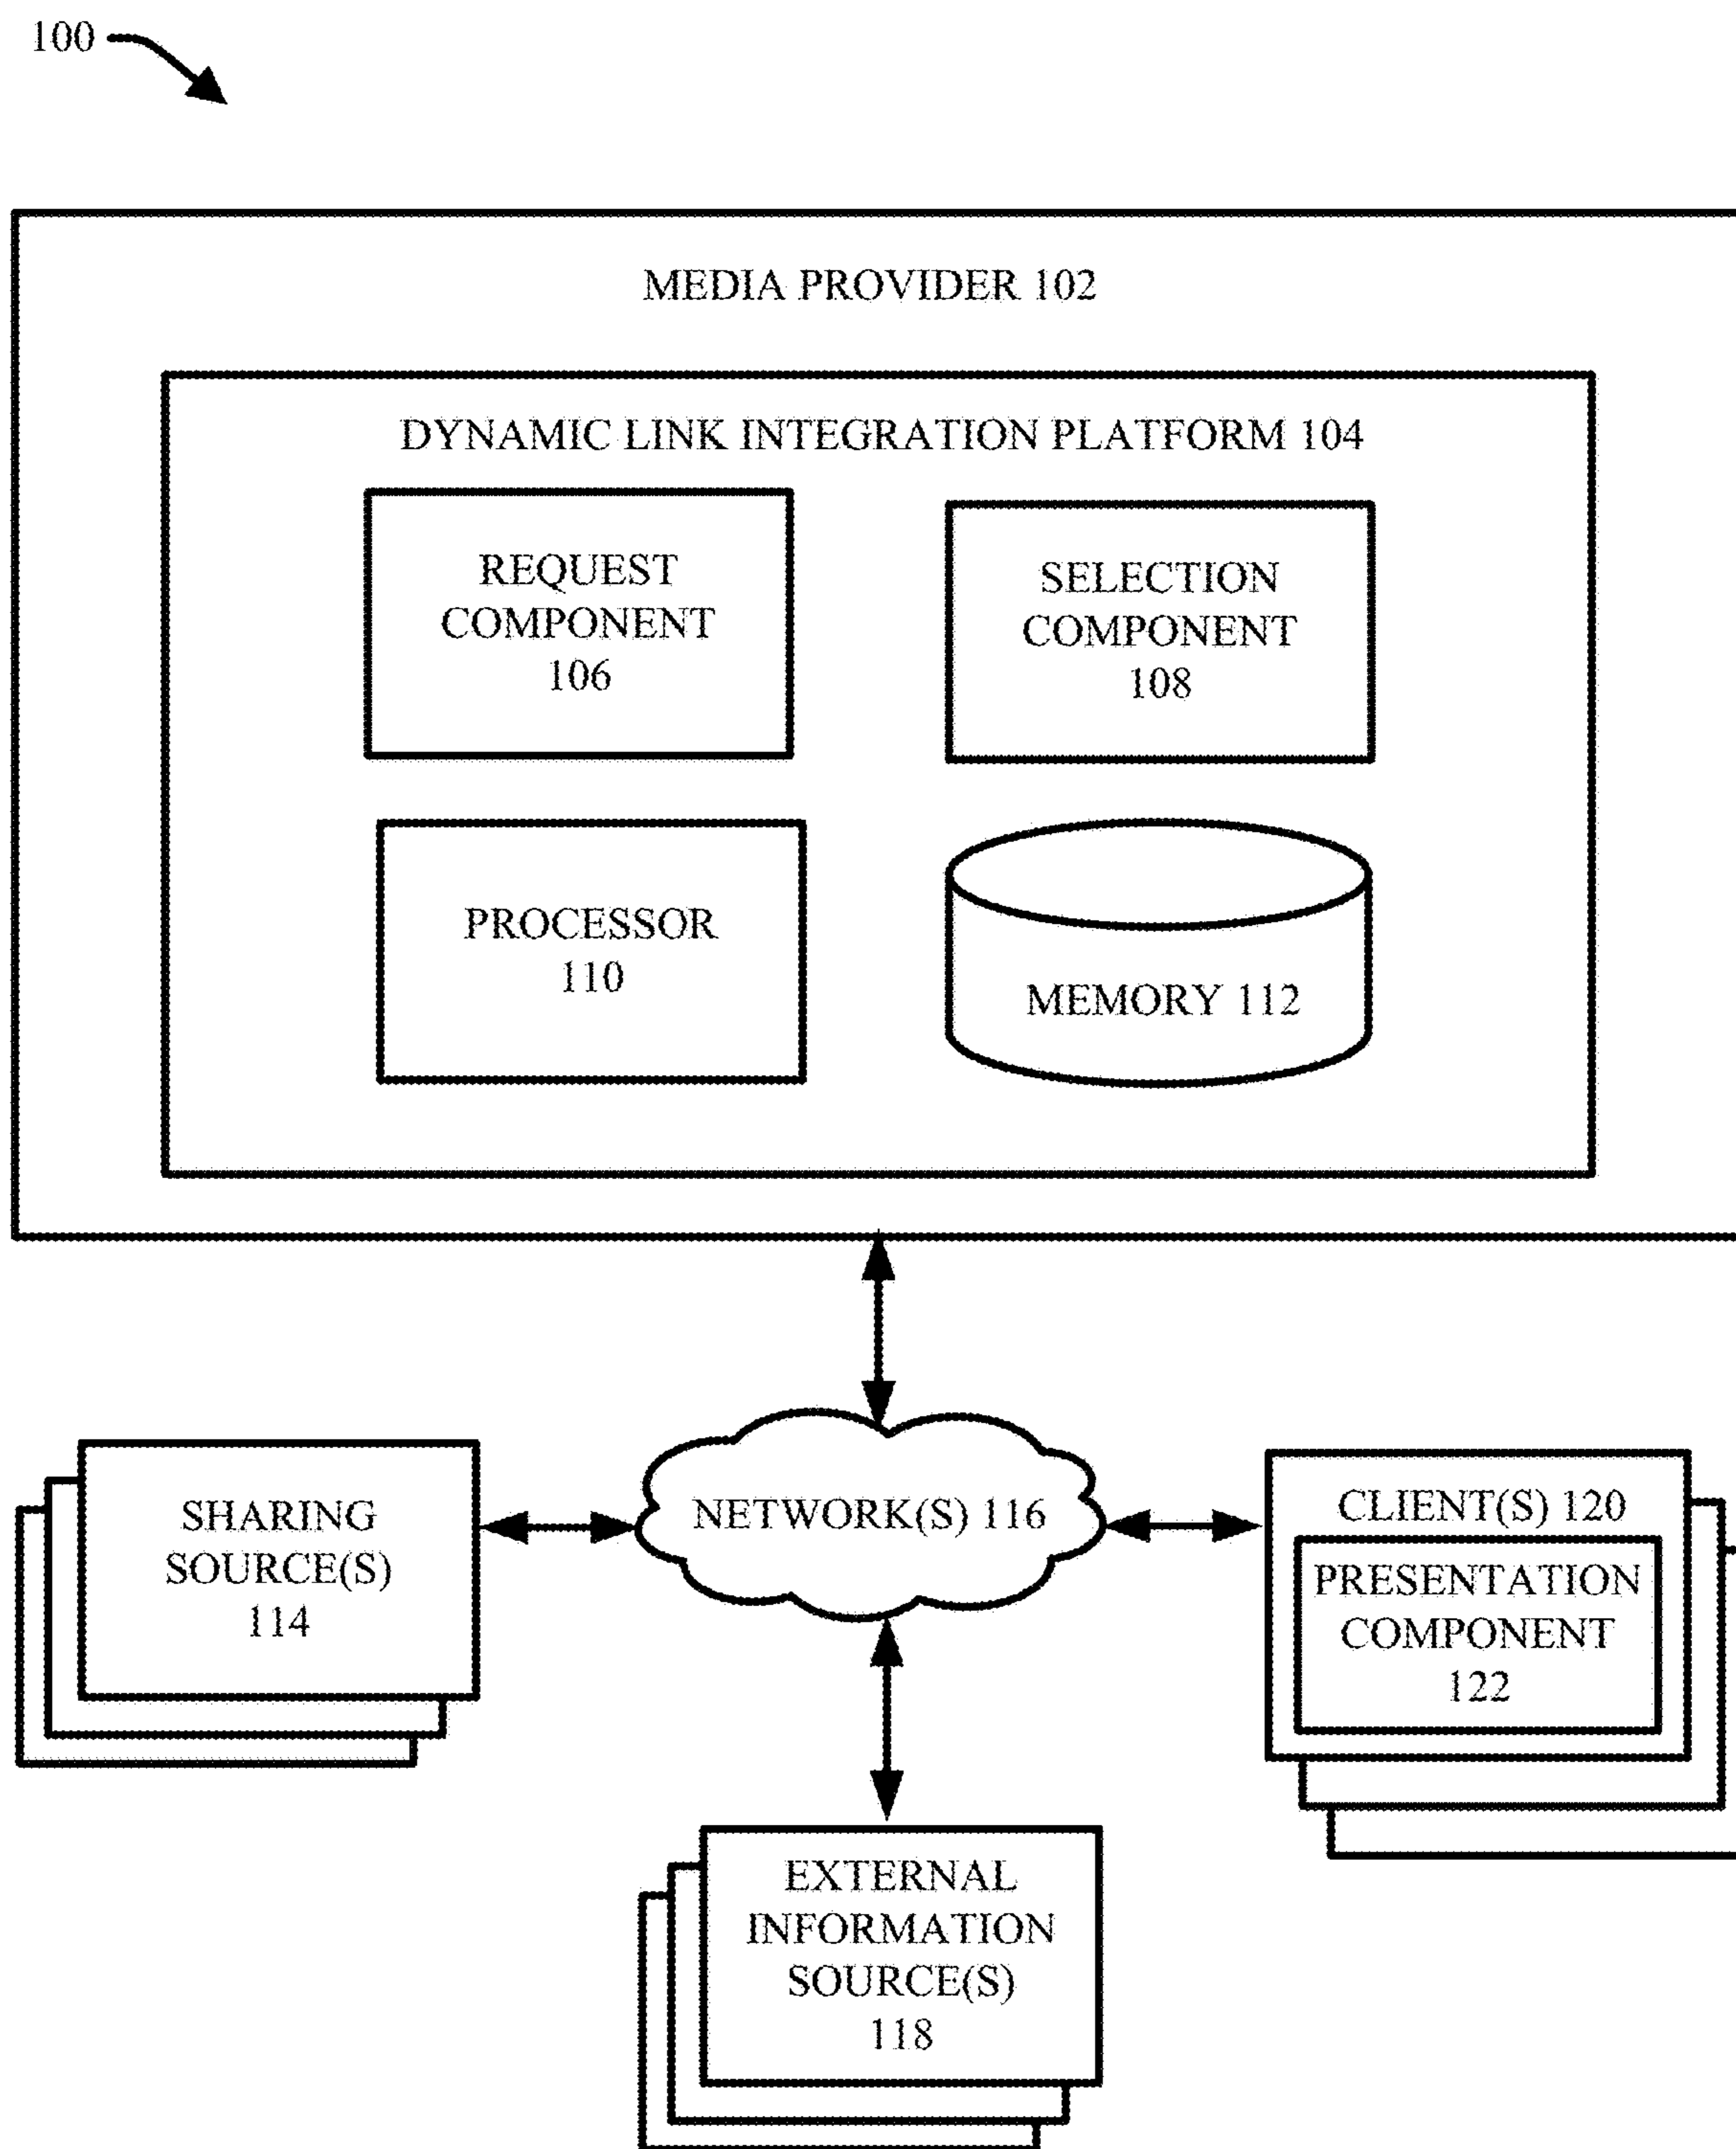 100
MEDIA PROVIDER 102
DYNAMIC LINK INTEGRATION PLATFORM 104
REQUEST
COMPONENT
106
SELECTION
COMPONENT
108
PROCESSOR
110
MEMORY 112
SHARING
SOURCE(S)
114
NETWORK(S) 116
CLIENT(S) 120
PRESENTATION
COMPONENT
122
EXTERNAL
INFORMATION
SOURCE(S)
118